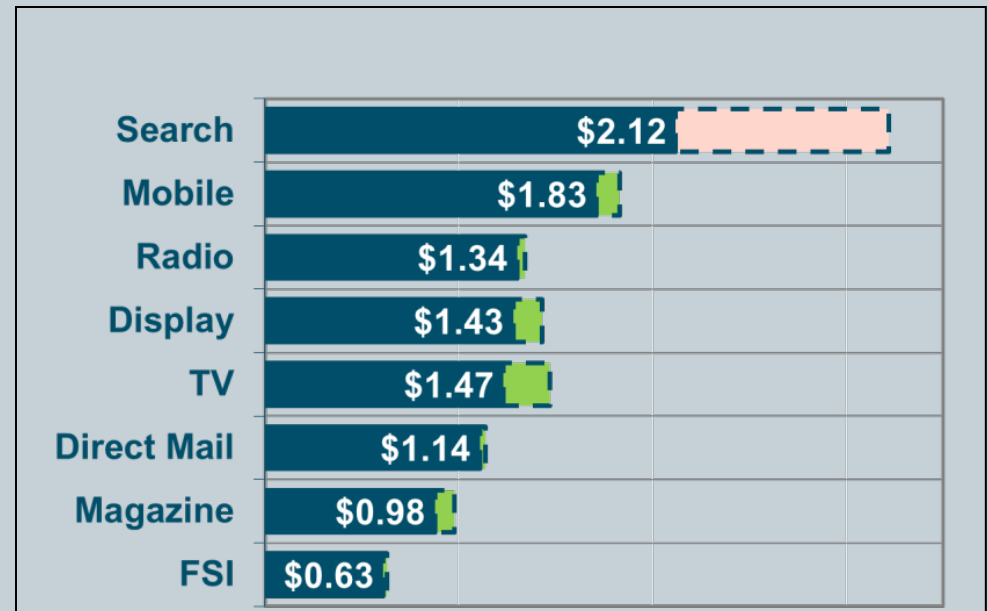 Search $2.12
Mobile $1.83
Radio $1.34
Display $1.43
TV $1.47
Direct Mail $1.14
Magazine $0.98
FSI $0.63